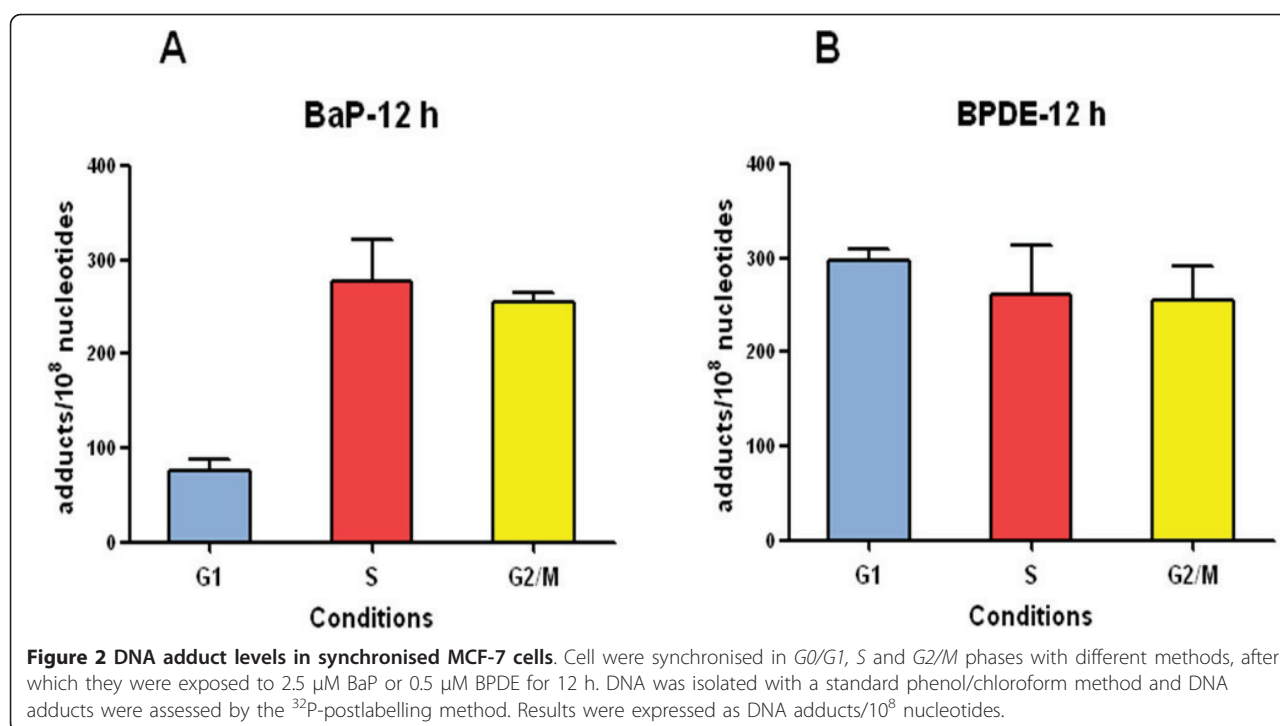 A
BaP-12 h
adducts/10⁸ nucleotides
400
300
200
100
0
G1 S G2/M
Conditions
B
BPDE-12 h
adducts/10⁸ nucleotides
400
300
200
100
0
G1 S G2/M
Conditions
Figure 2 DNA adduct levels in synchronised MCF-7 cells. Cell were synchronised in G0/G1, S and G2/M phases with different methods, after
which they were exposed to 2.5 μM BaP or 0.5 μM BPDE for 12 h. DNA was isolated with a standard phenol/chloroform method and DNA
adducts were assessed by the ³²P-postlabelling method. Results were expressed as DNA adducts/10⁸ nucleotides.